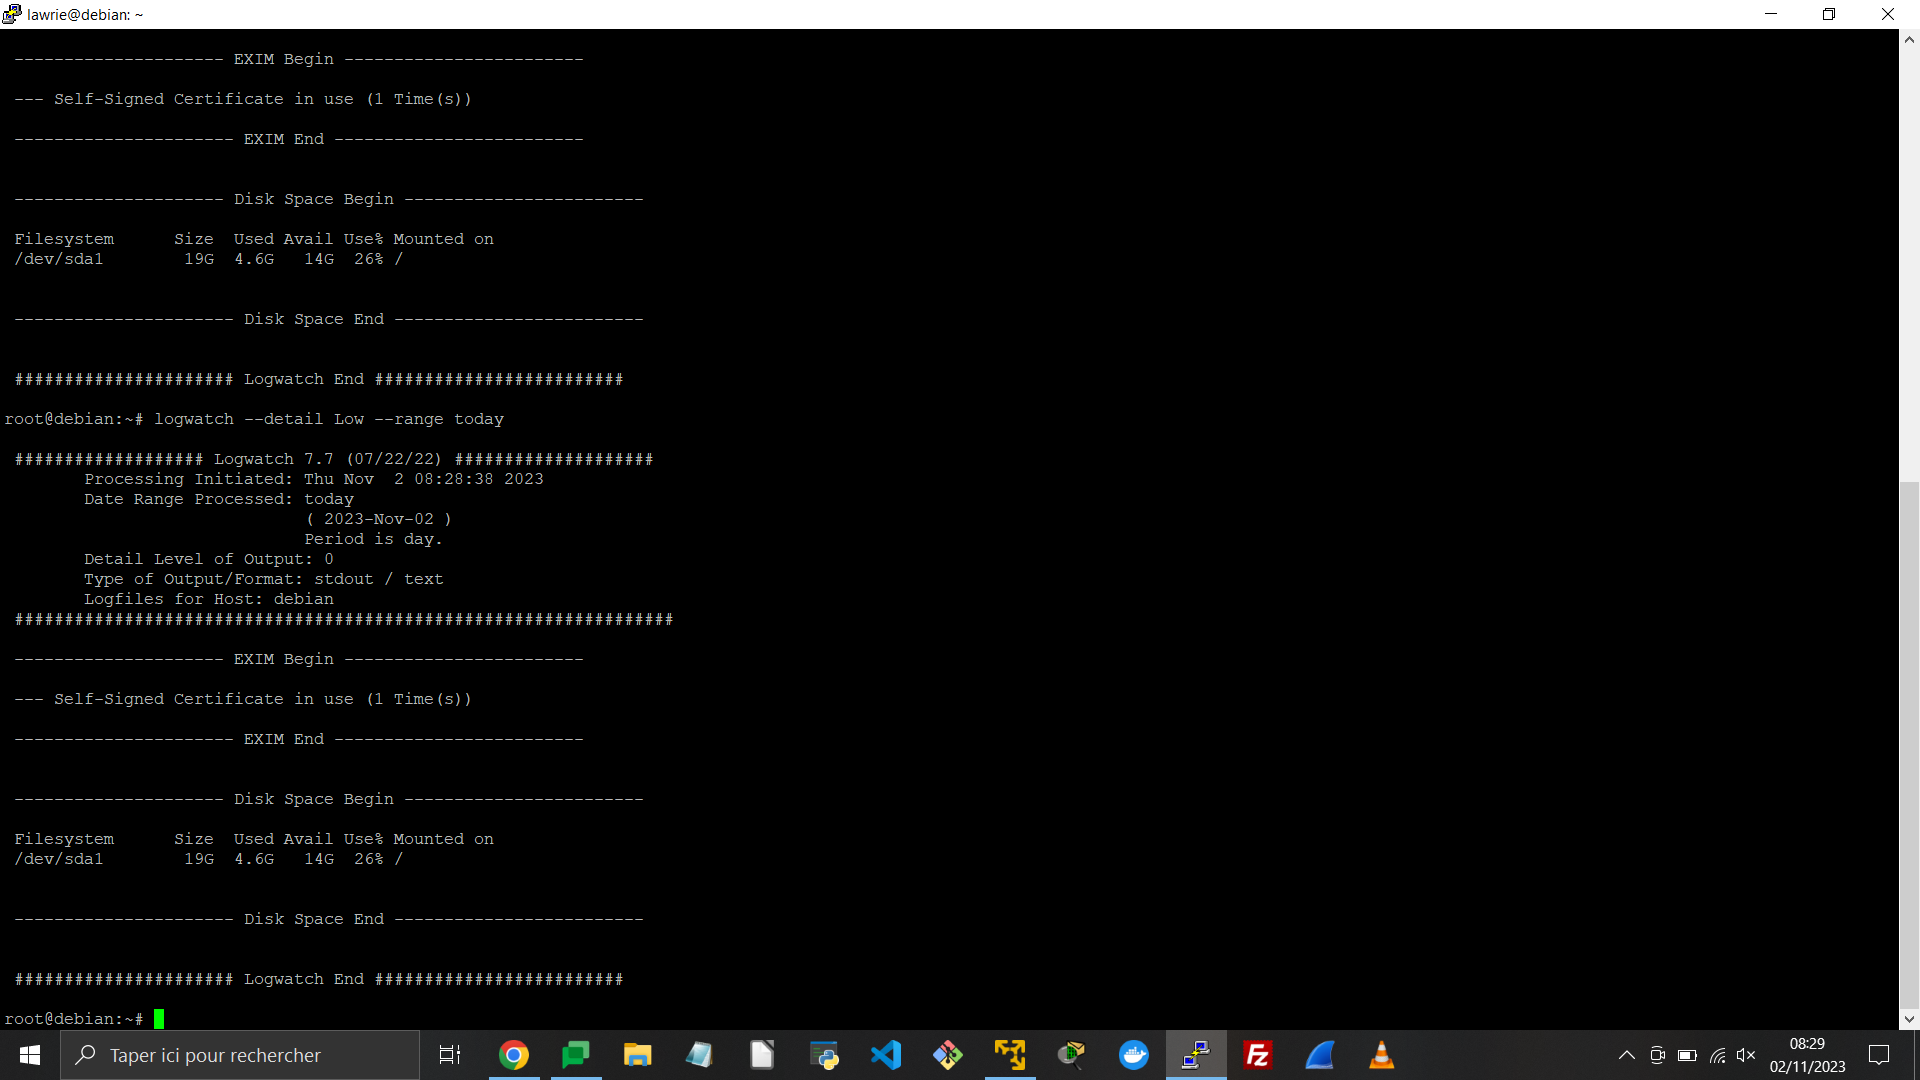 lawrie@debian: ~
--------------------- EXIM Begin ------------------------
--- Self-Signed Certificate in use (1 Time(s))
---------------------- EXIM End -------------------------
--------------------- Disk Space Begin ------------------------
Filesystem      Size  Used Avail Use% Mounted on
/dev/sda1        19G  4.6G   14G  26% /
---------------------- Disk Space End -------------------------
###################### Logwatch End #########################
root@debian:~# logwatch --detail Low --range today
################### Logwatch 7.7 (07/22/22) ####################
Processing Initiated: Thu Nov  2 08:28:38 2023
Date Range Processed: today
( 2023-Nov-02 )
Period is day.
Detail Level of Output: 0
Type of Output/Format: stdout / text
Logfiles for Host: debian
##################################################################
--------------------- EXIM Begin ------------------------
--- Self-Signed Certificate in use (1 Time(s))
---------------------- EXIM End -------------------------
--------------------- Disk Space Begin ------------------------
Filesystem      Size  Used Avail Use% Mounted on
/dev/sda1        19G  4.6G   14G  26% /
---------------------- Disk Space End -------------------------
###################### Logwatch End #########################
root@debian:~#
Taper ici pour rechercher
Fz
08:29
02/11/2023